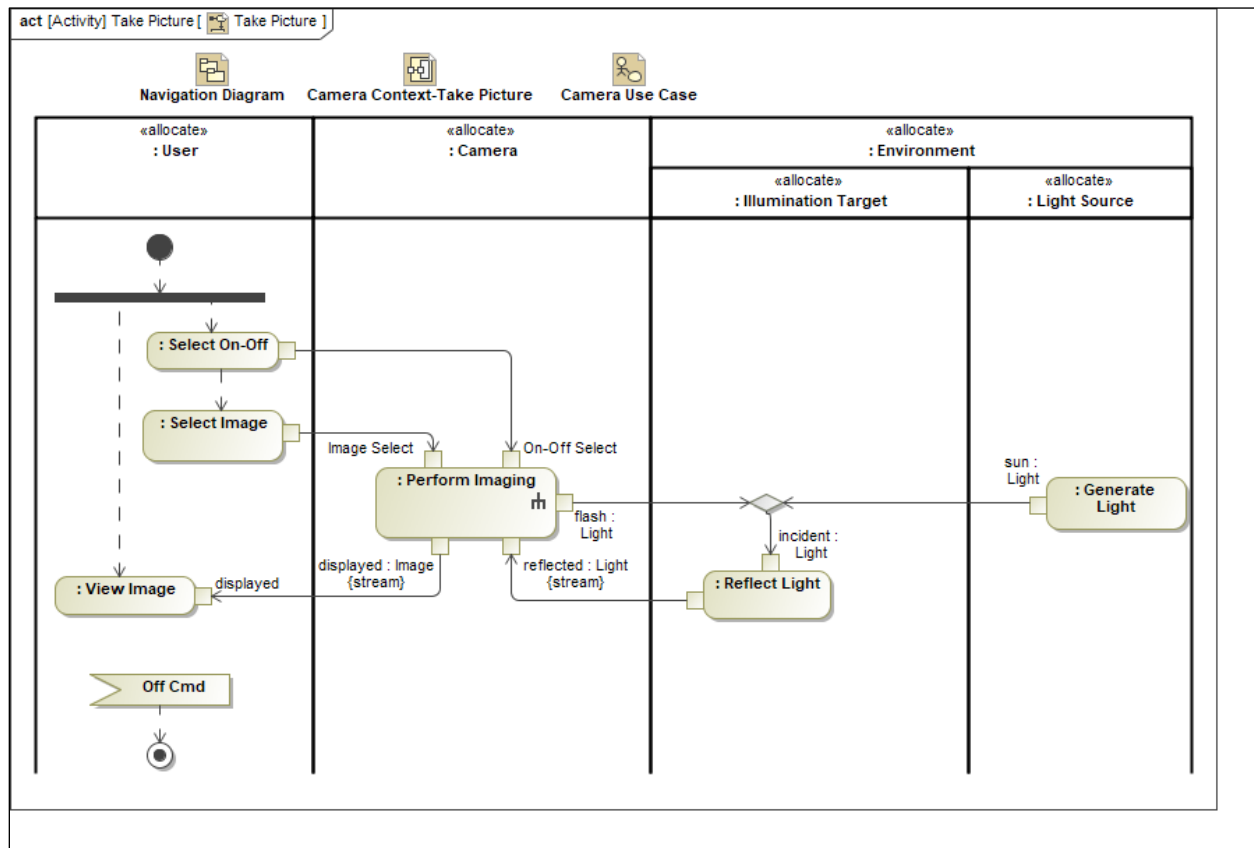 act [Activity] Take Picture [ Take Picture ]
Navigation Diagram
Camera Context-Take Picture
Camera Use Case
«allocate»
: User
«allocate»
: Camera
«allocate»
: Environment
«allocate»
: Illumination Target
«allocate»
: Light Source
: Select On-Off
: Select Image
Image Select
On-Off Select
: Perform Imaging
flash :
Light
sun :
Light
: Generate
Light
incident :
Light
displayed : Image
{stream}
reflected : Light
{stream}
: Reflect Light
: View Image
displayed
Off Cmd